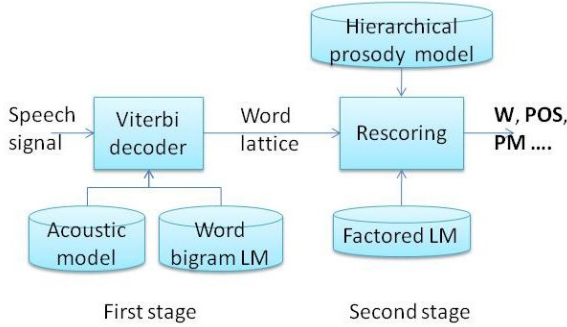 Hierarchical
prosody model
Speech
signal
Viterbi
decoder
Word
lattice
Rescoring
W, POS,
PM ....
Acoustic
model
Word
bigram LM
Factored LM
First stage
Second stage